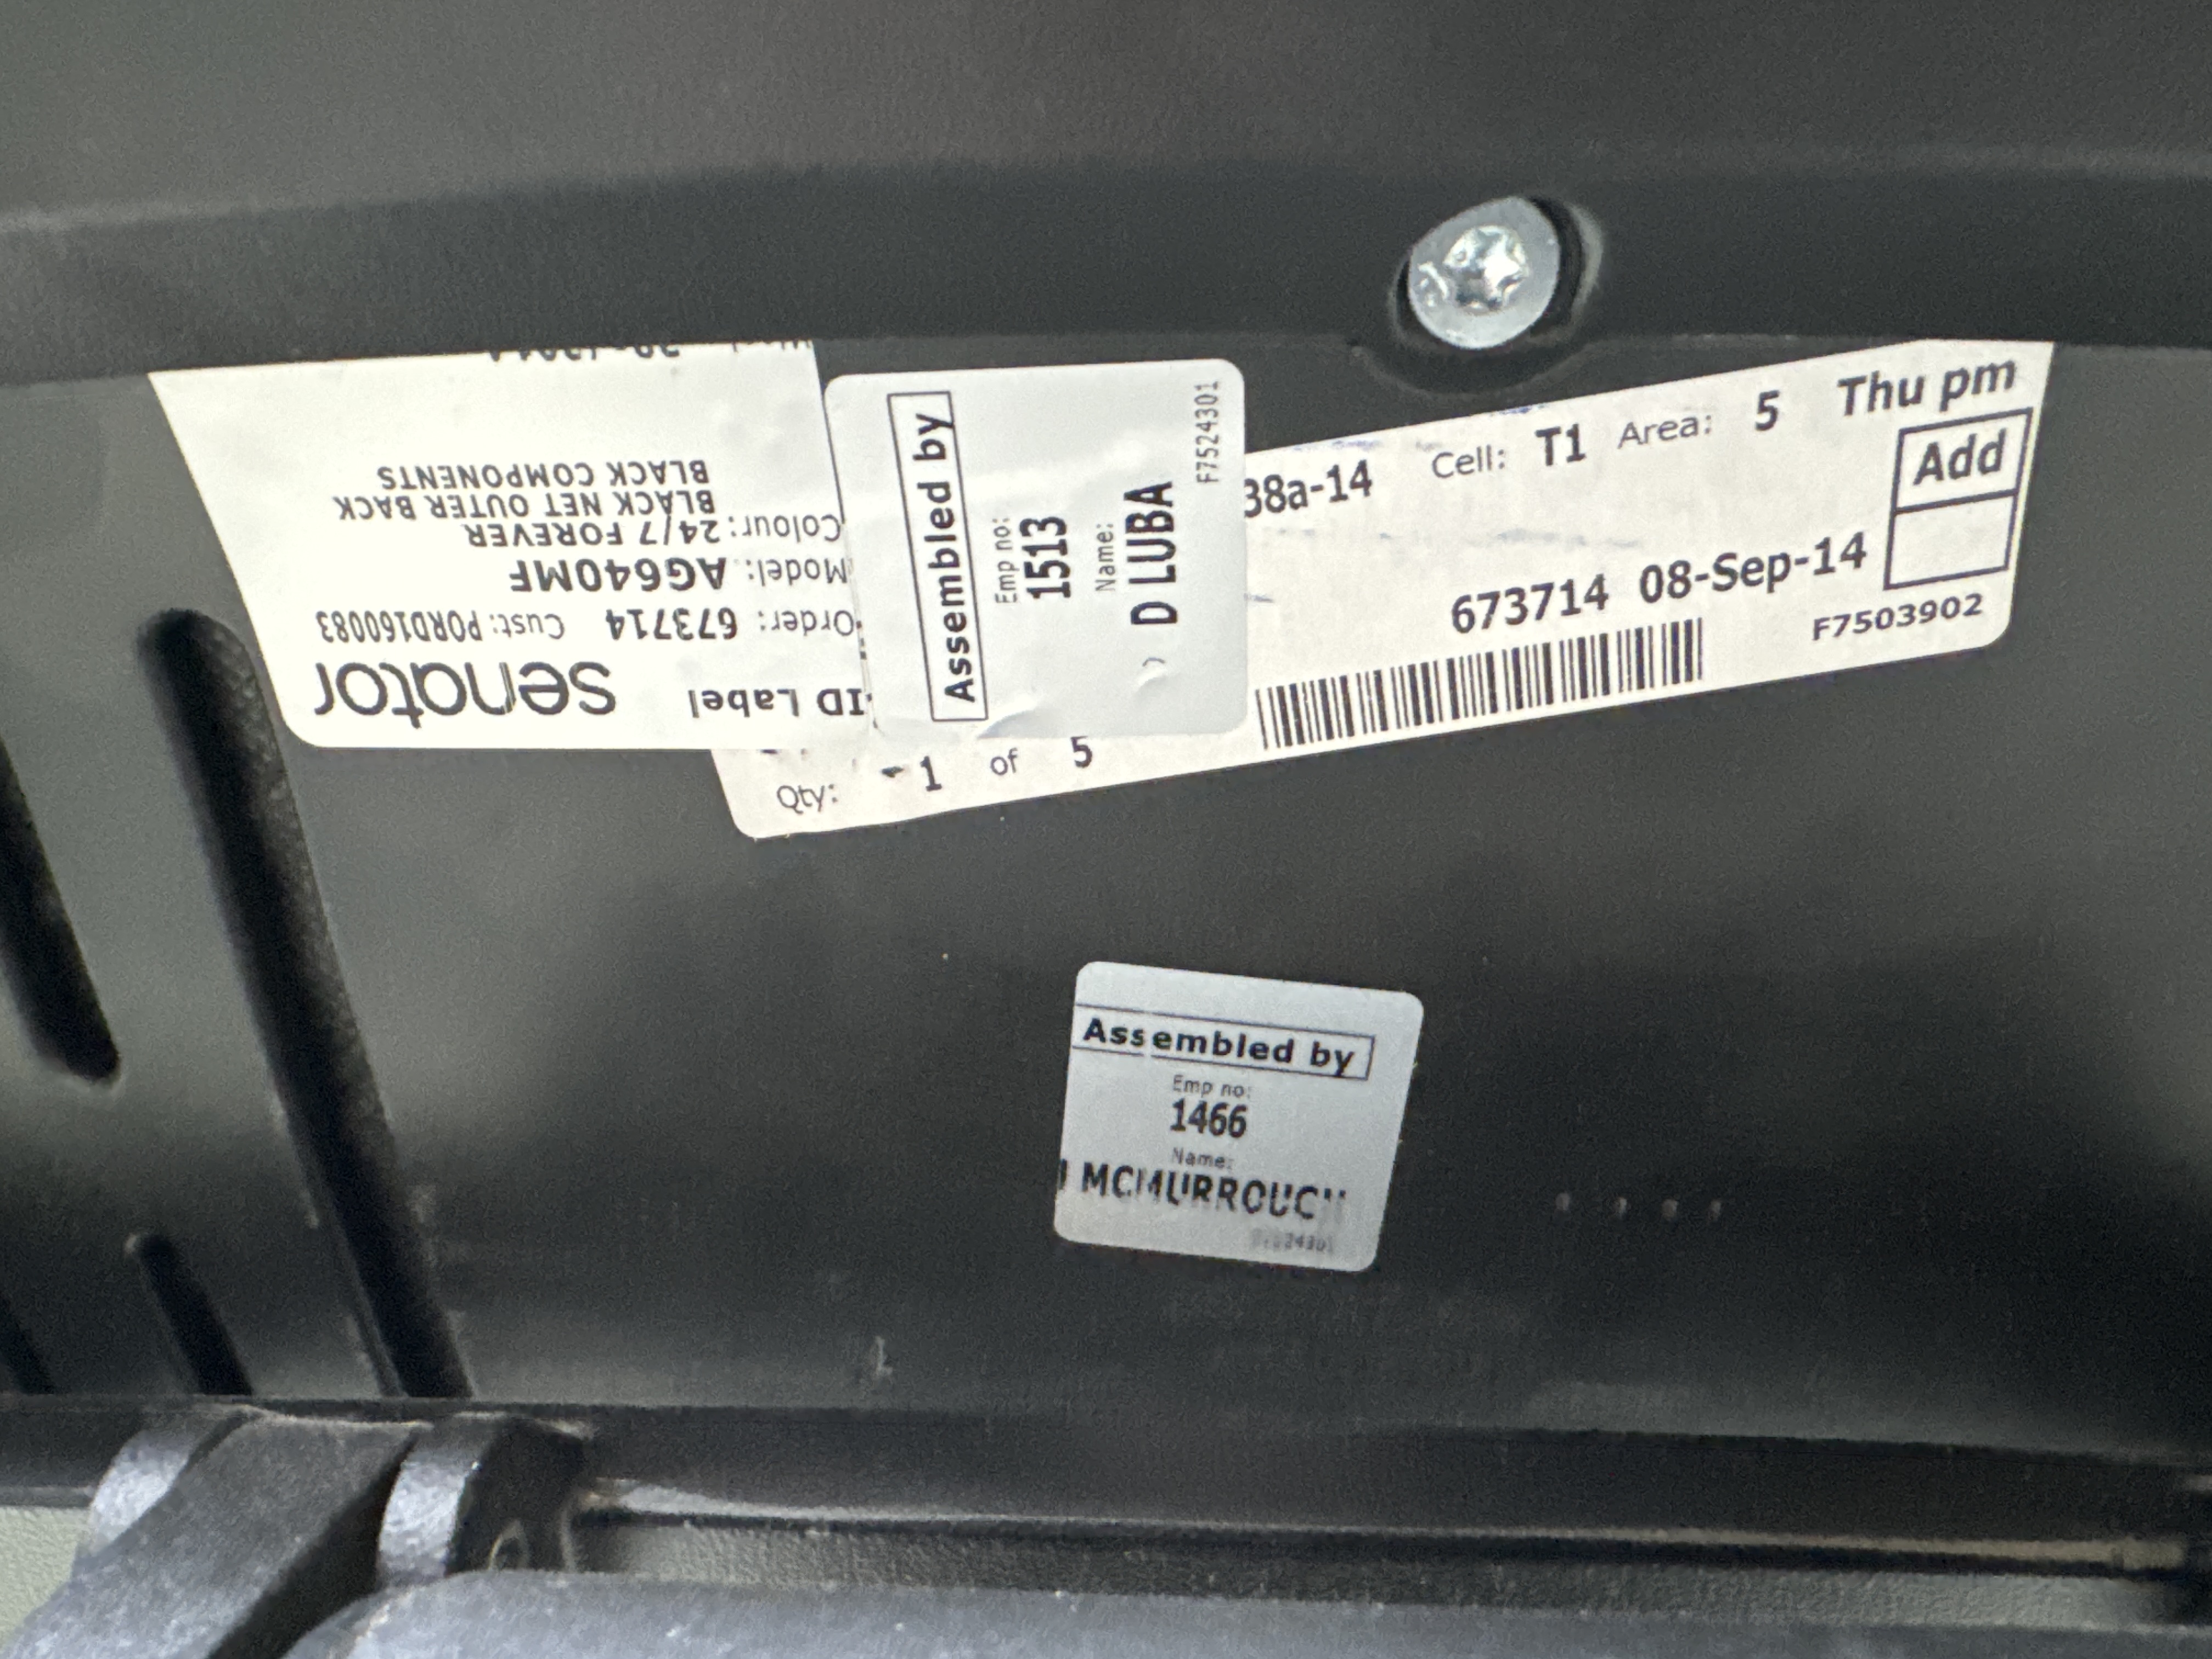 senator
ID Label
Order: 673714 Cust: PORD160083
Model: AG640MF
Colour: 24/7 FOREVER
BLACK NET OUTER BACK
BLACK COMPONENTS
Assembled by
Emp no:
1513
Name:
D LUBA
F7524301
38a-14 Cell: T1 Area: 5 Thu pm
Add
673714 08-Sep-14
F7503902
Qty: 1 of 5
Assembled by
Emp no:
1466
Name: